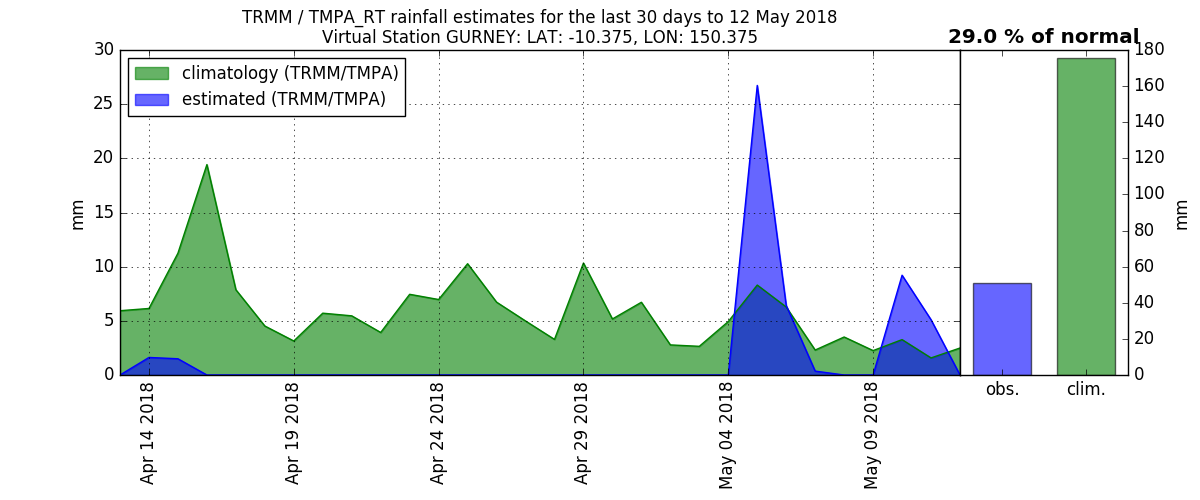 TRMM / TMPA_RT rainfall estimates for the last 30 days to 12 May 2018
Virtual Station GURNEY: LAT: -10.375, LON: 150.375
29.0 % of normal
climatology (TRMM/TMPA)
estimated (TRMM/TMPA)
mm
30
25
20
15
10
5
0
Apr 14 2018
Apr 19 2018
Apr 24 2018
Apr 29 2018
May 04 2018
May 09 2018
obs.
clim.
180
160
140
120
100
80
60
40
20
0
mm